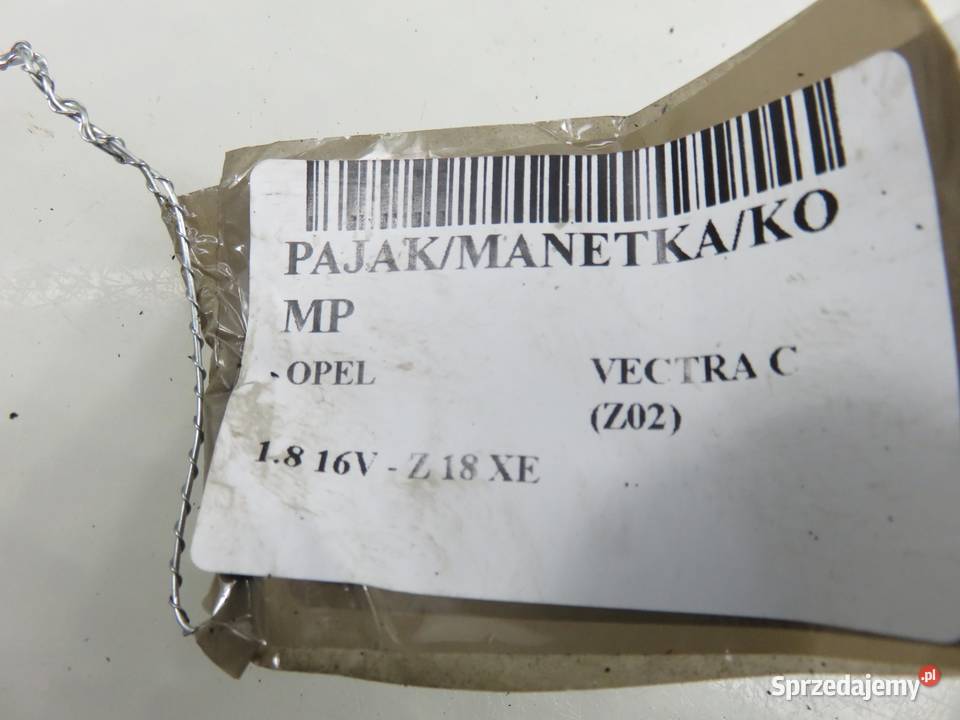 PAJAK/MANETKA/KO
MP
OPEL VECTRA C
(Z02)
1.8 16V - Z 18 XE
Sprzedajemy.pl